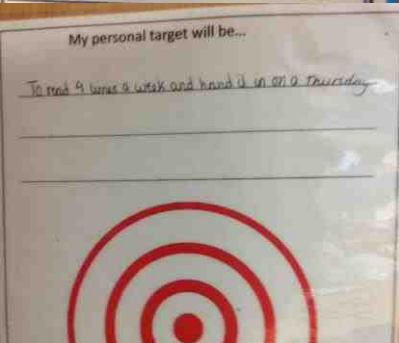 My personal target will be...
To read 4 times a week and hand it in on a Thursday